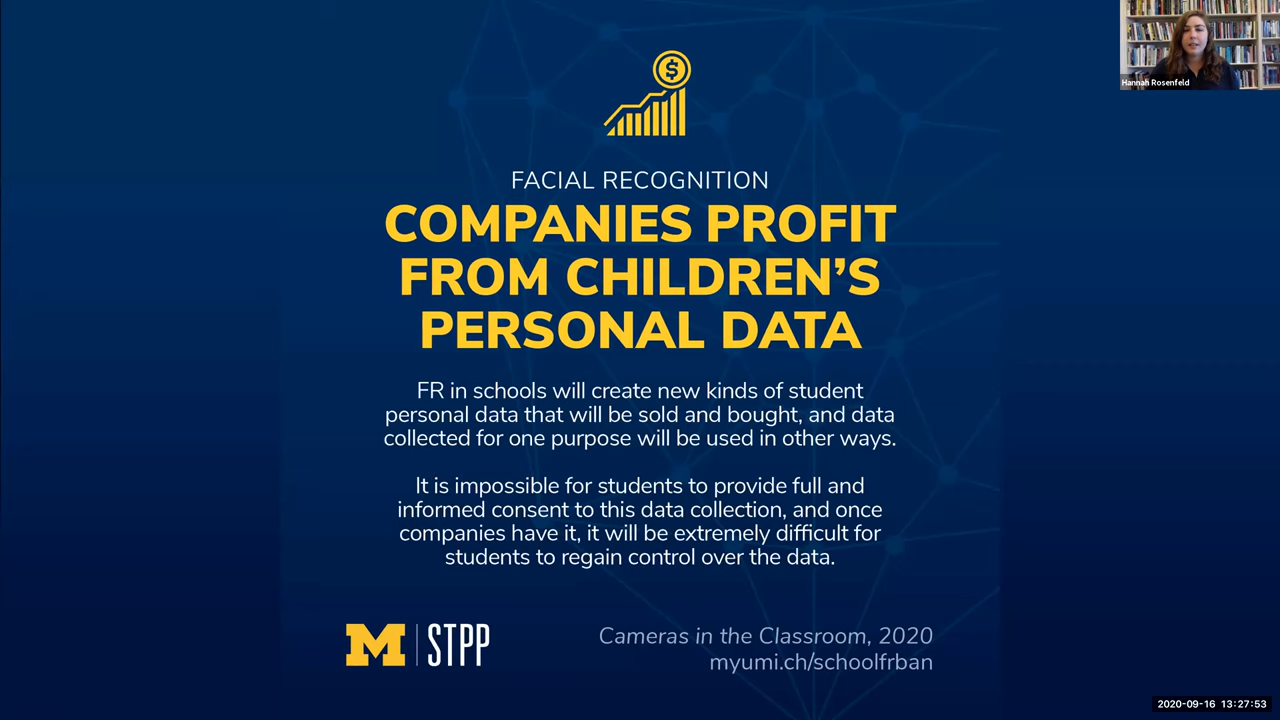 Hannah Rosenfeld
$
FACIAL RECOGNITION
COMPANIES PROFIT
FROM CHILDREN’S
PERSONAL DATA
FR in schools will create new kinds of student
personal data that will be sold and bought, and data
collected for one purpose will be used in other ways.
It is impossible for students to provide full and
informed consent to this data collection, and once
companies have it, it will be extremely difficult for
students to regain control over the data.
M | STPP
Cameras in the Classroom, 2020
myumi.ch/schoolfrban
2020-09-16 13:27:53